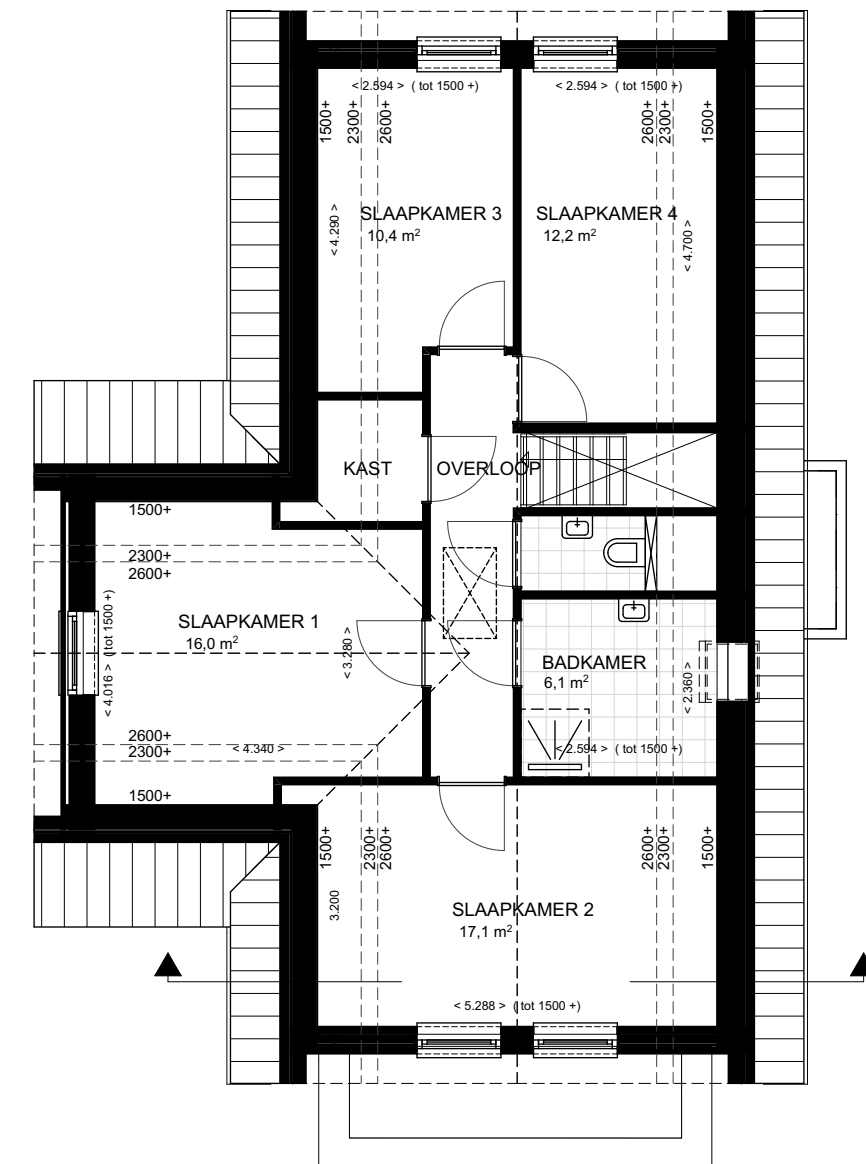 < 2.594 > ( tot 1500 +)
< 2.594 > ( tot 1500 +)
1500+
2300+
2600+
2600+
2300+
1500+
SLAAPKAMER 3
10,4 m²
SLAAPKAMER 4
12,2 m²
< 4.290 >
< 4.700 >
KAST
OVERLOOP
1500+
2300+
2600+
SLAAPKAMER 1
16,0 m²
< 4.016 > ( tot 1500 +)
< 3.280 >
BADKAMER
6,1 m²
< 2.360 >
2600+
2300+
< 4.340 >
< 2.594 > ( tot 1500 +)
1500+
1500+
2300+
2600+
2600+
2300+
1500+
3.200
SLAAPKAMER 2
17,1 m²
< 5.288 > ( tot 1500 +)